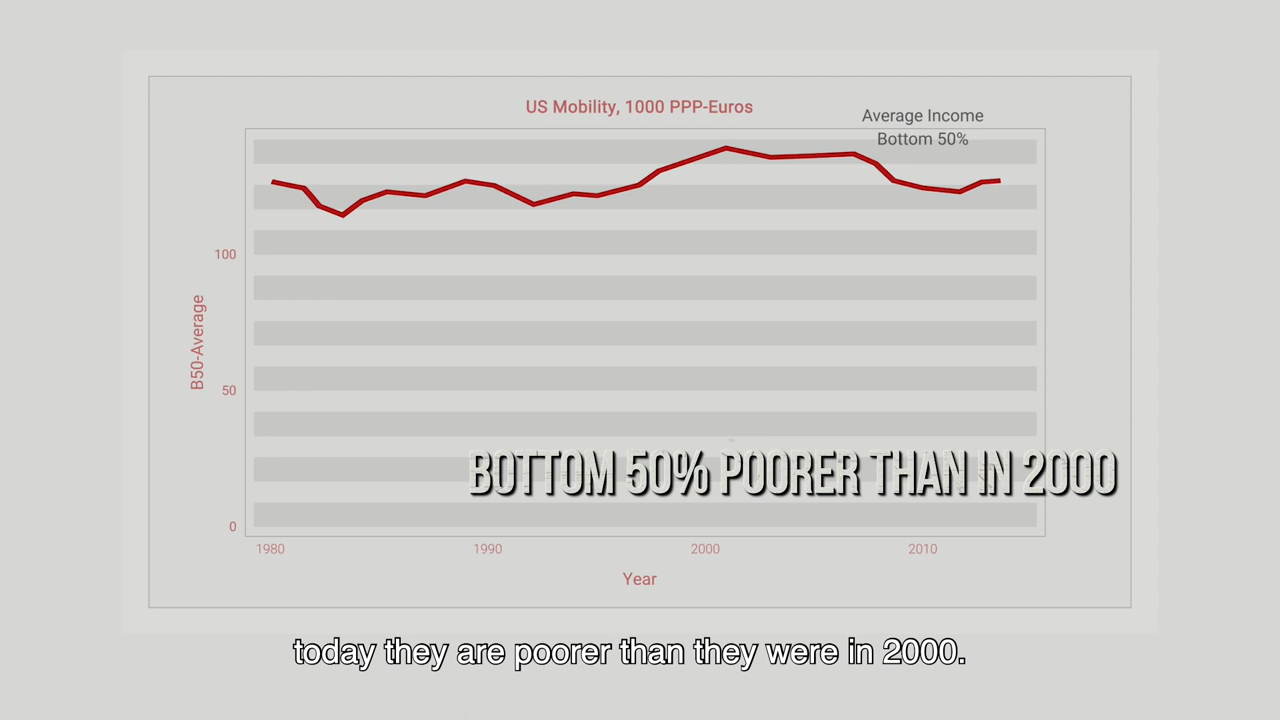 US Mobility, 1000 PPP-Euros
Average Income
Bottom 50%
100
B50-Average
50
BOTTOM 50% POORER THAN IN 2000
0
1980 1990 2000 2010
Year
today they are poorer than they were in 2000.